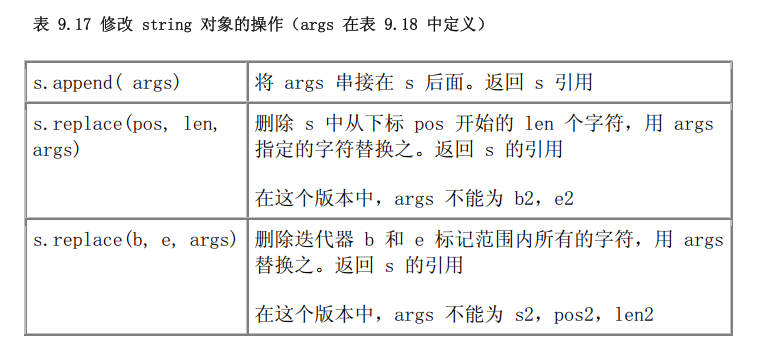 表 9.17 修改 string 对象的操作（args 在表 9.18 中定义）
s.append( args)
将 args 串接在 s 后面。返回 s 引用
s.replace(pos, len,
args)
删除 s 中从下标 pos 开始的 len 个字符，用 args
指定的字符替换之。返回 s 的引用
在这个版本中，args 不能为 b2，e2
s.replace(b, e, args)
删除迭代器 b 和 e 标记范围内所有的字符，用 args
替换之。返回 s 的引用
在这个版本中，args 不能为 s2，pos2，len2